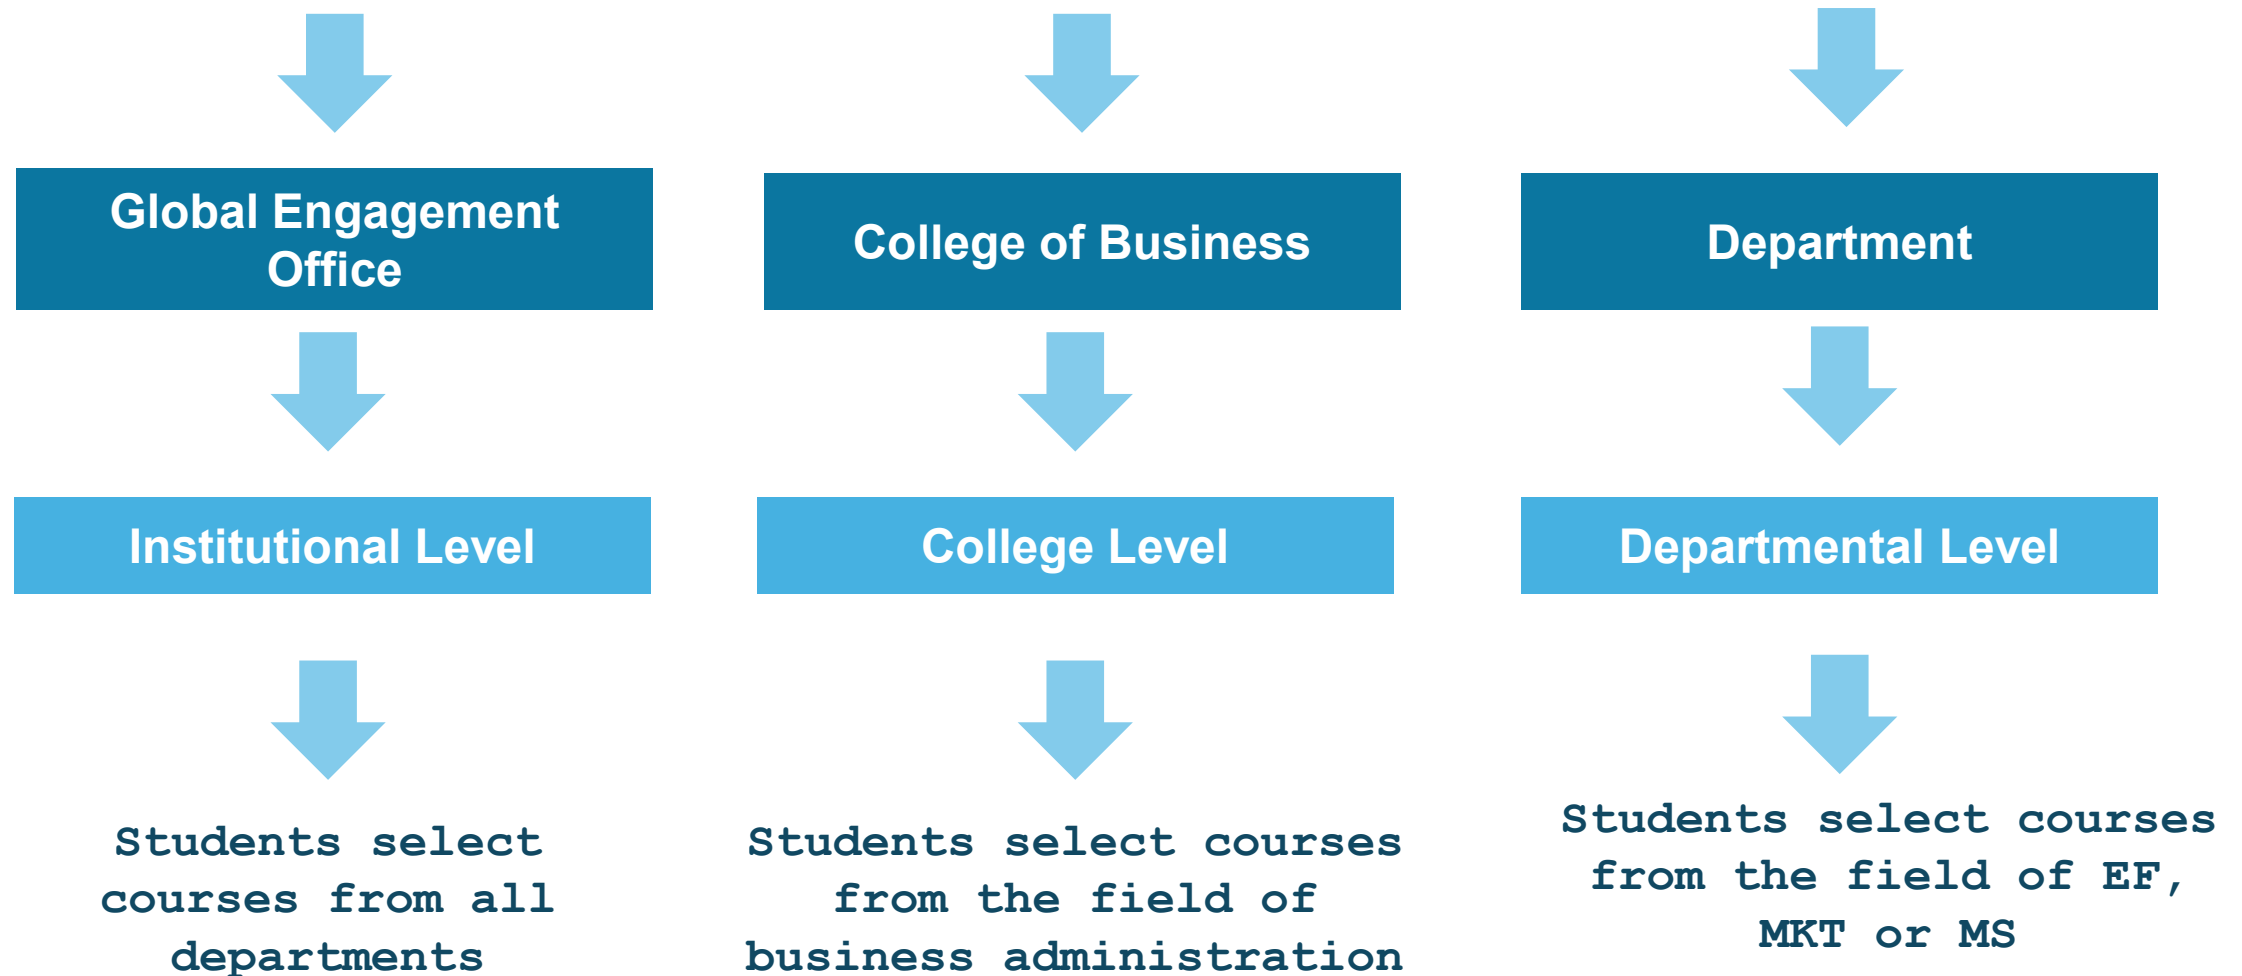 Global Engagement
Office
College of Business
Department
Institutional Level
College Level
Departmental Level
Students select
courses from all
departments
Students select courses
from the field of
business administration
Students select courses
from the field of EF,
MKT or MS